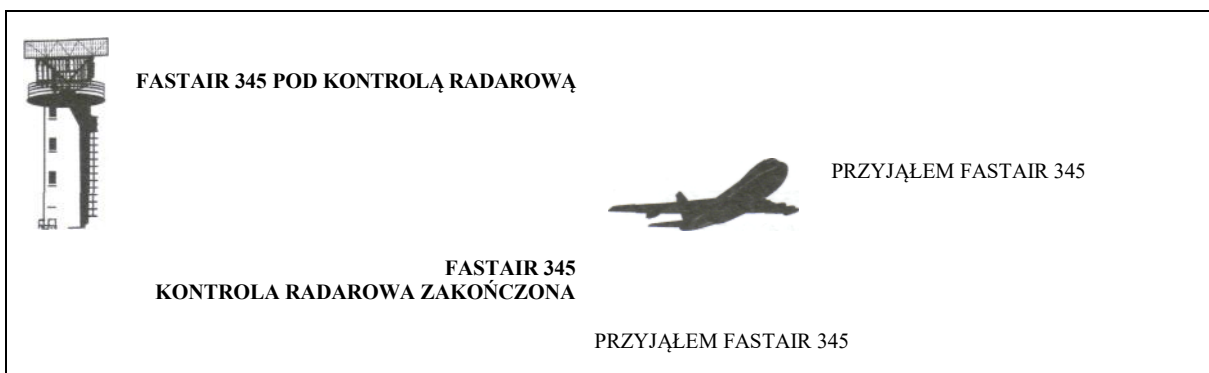 FASTAIR 345 POD KONTROLĄ RADAROWĄ
PRZYJĄŁEM FASTAIR 345
FASTAIR 345
KONTROLA RADAROWA ZAKOŃCZONA
PRZYJĄŁEM FASTAIR 345